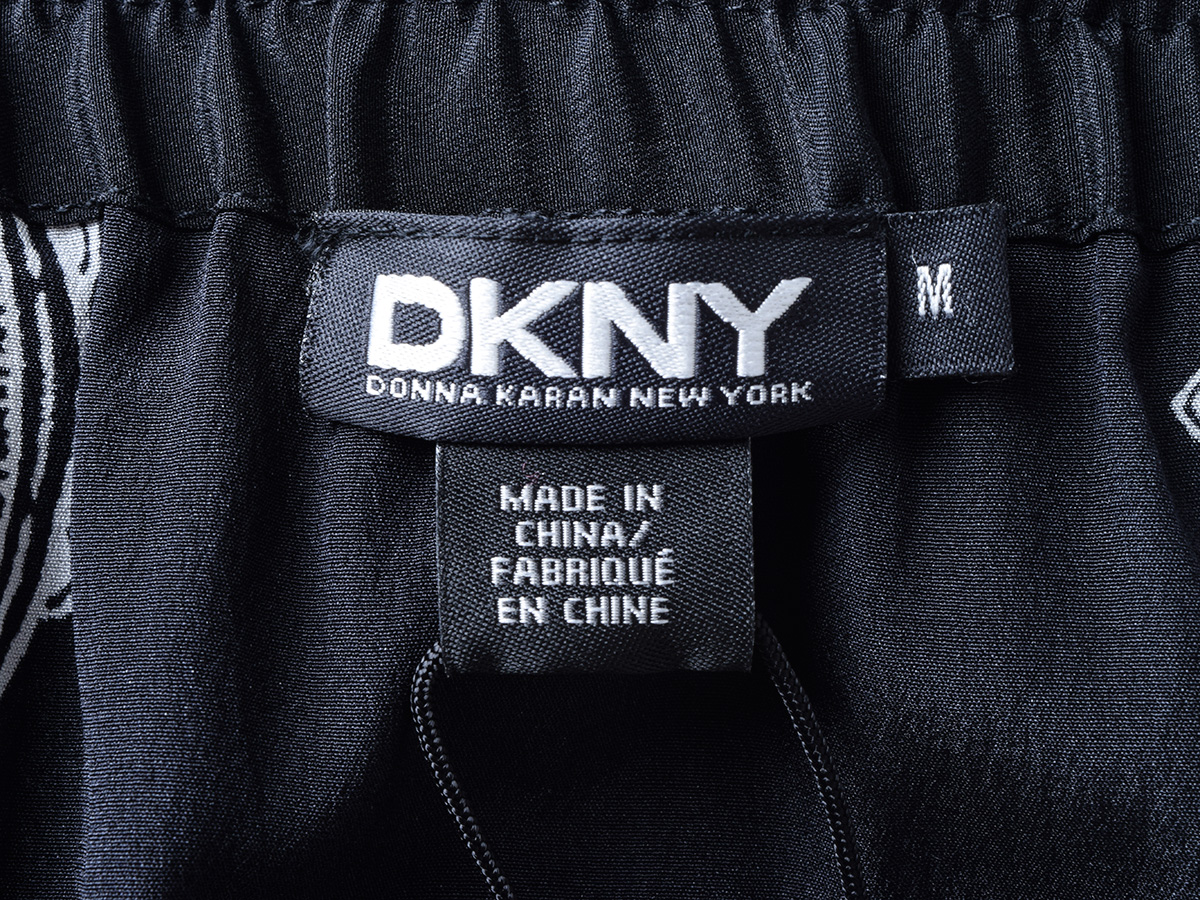 DKNY
DONNA KARAN NEW YORK
M
MADE IN
CHINA/
FABRIQUÉ
EN CHINE